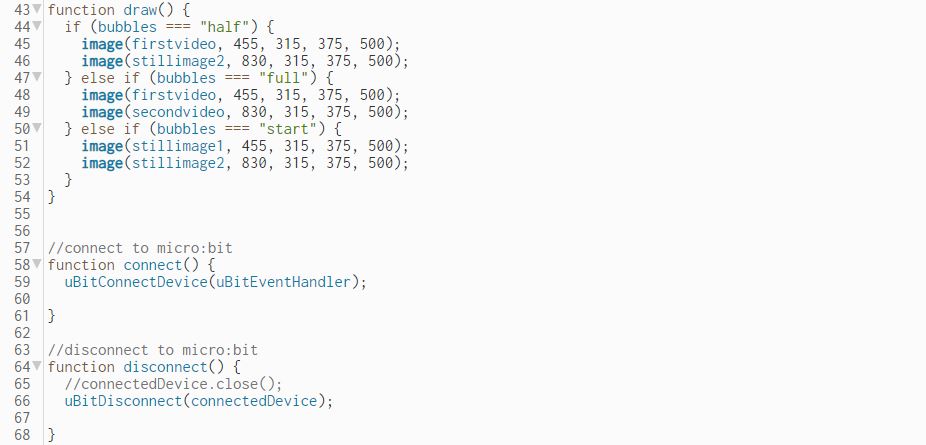 43 function draw() {
44   if (bubbles === "half") {
45     image(firstvideo, 455, 315, 375, 500);
46     image(stillimage2, 830, 315, 375, 500);
47   } else if (bubbles === "full") {
48     image(firstvideo, 455, 315, 375, 500);
49     image(secondvideo, 830, 315, 375, 500);
50   } else if (bubbles === "start") {
51     image(stillimage1, 455, 315, 375, 500);
52     image(stillimage2, 830, 315, 375, 500);
53   }
54 }
55
56
57 //connect to micro:bit
58 function connect() {
59   uBitConnectDevice(uBitEventHandler);
60
61 }
62
63 //disconnect to micro:bit
64 function disconnect() {
65   //connectedDevice.close();
66   uBitDisconnect(connectedDevice);
67
68 }